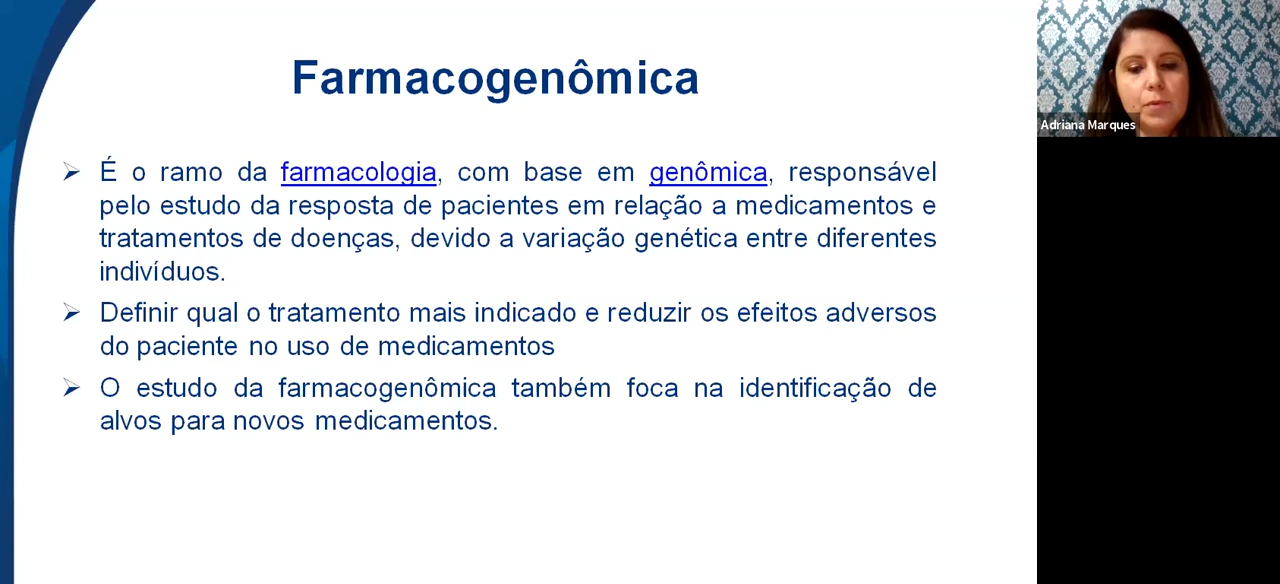 Farmacogenômica
➢ É o ramo da farmacologia, com base em genômica, responsável
pelo estudo da resposta de pacientes em relação a medicamentos e
tratamentos de doenças, devido a variação genética entre diferentes
indivíduos.
➢ Definir qual o tratamento mais indicado e reduzir os efeitos adversos
do paciente no uso de medicamentos
➢ O estudo da farmacogenômica também foca na identificação de
alvos para novos medicamentos.
Adriana Marques